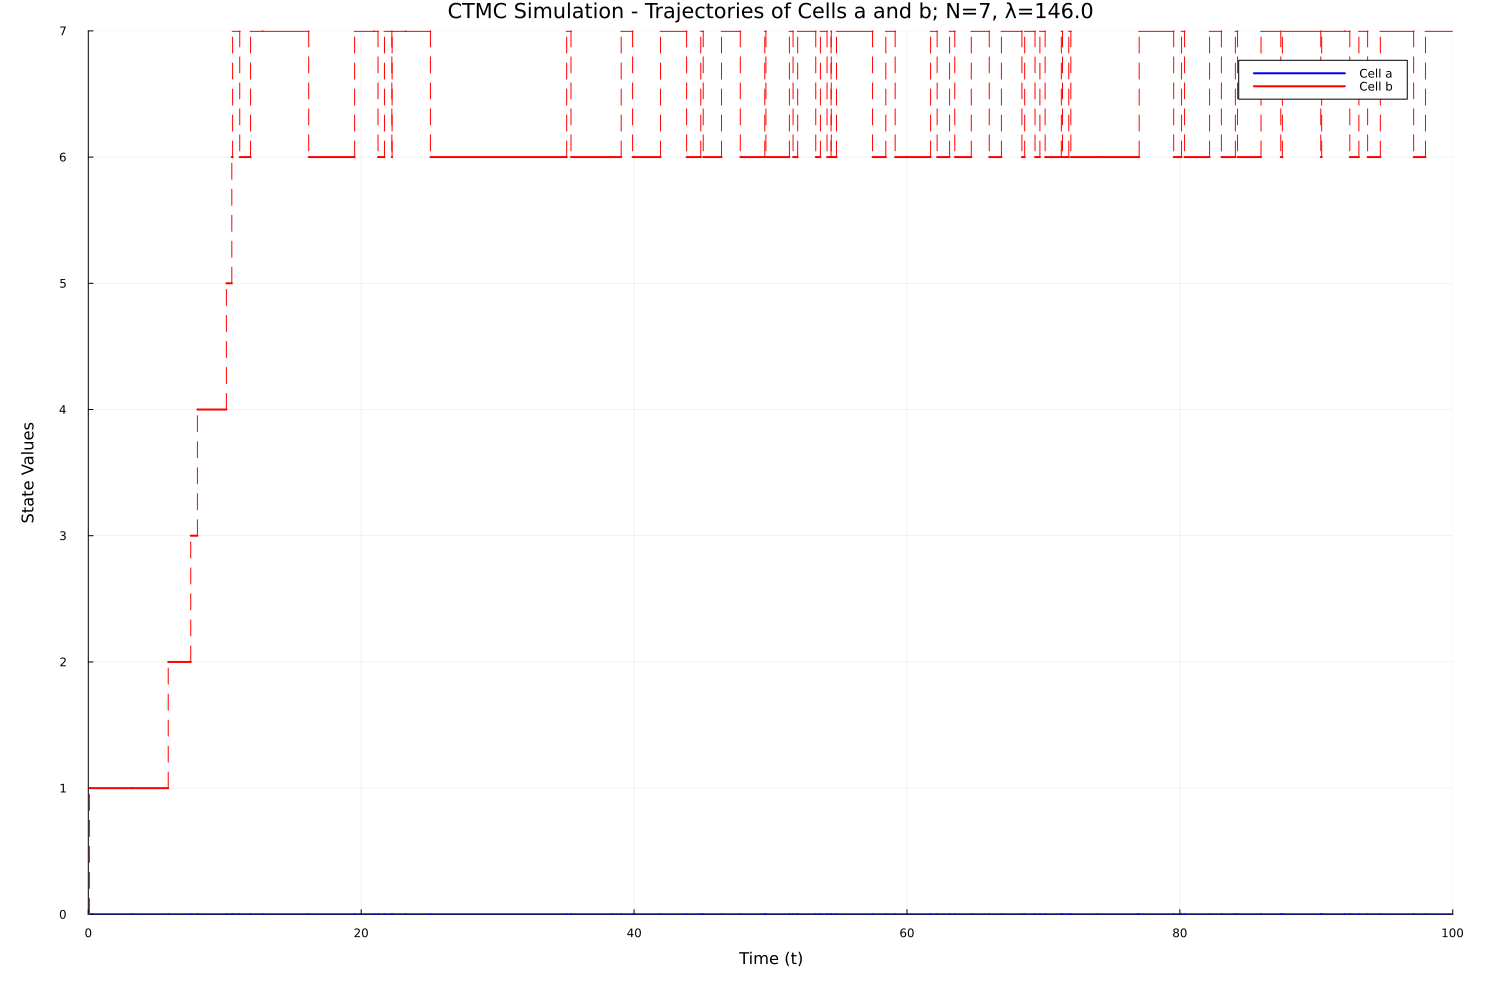 CTMC Simulation - Trajectories of Cells a and b; N=7, λ=146.0
7
Cell a
Cell b
6
5
4
State Values
3
2
1
0
0 20 40 60 80 100
Time (t)